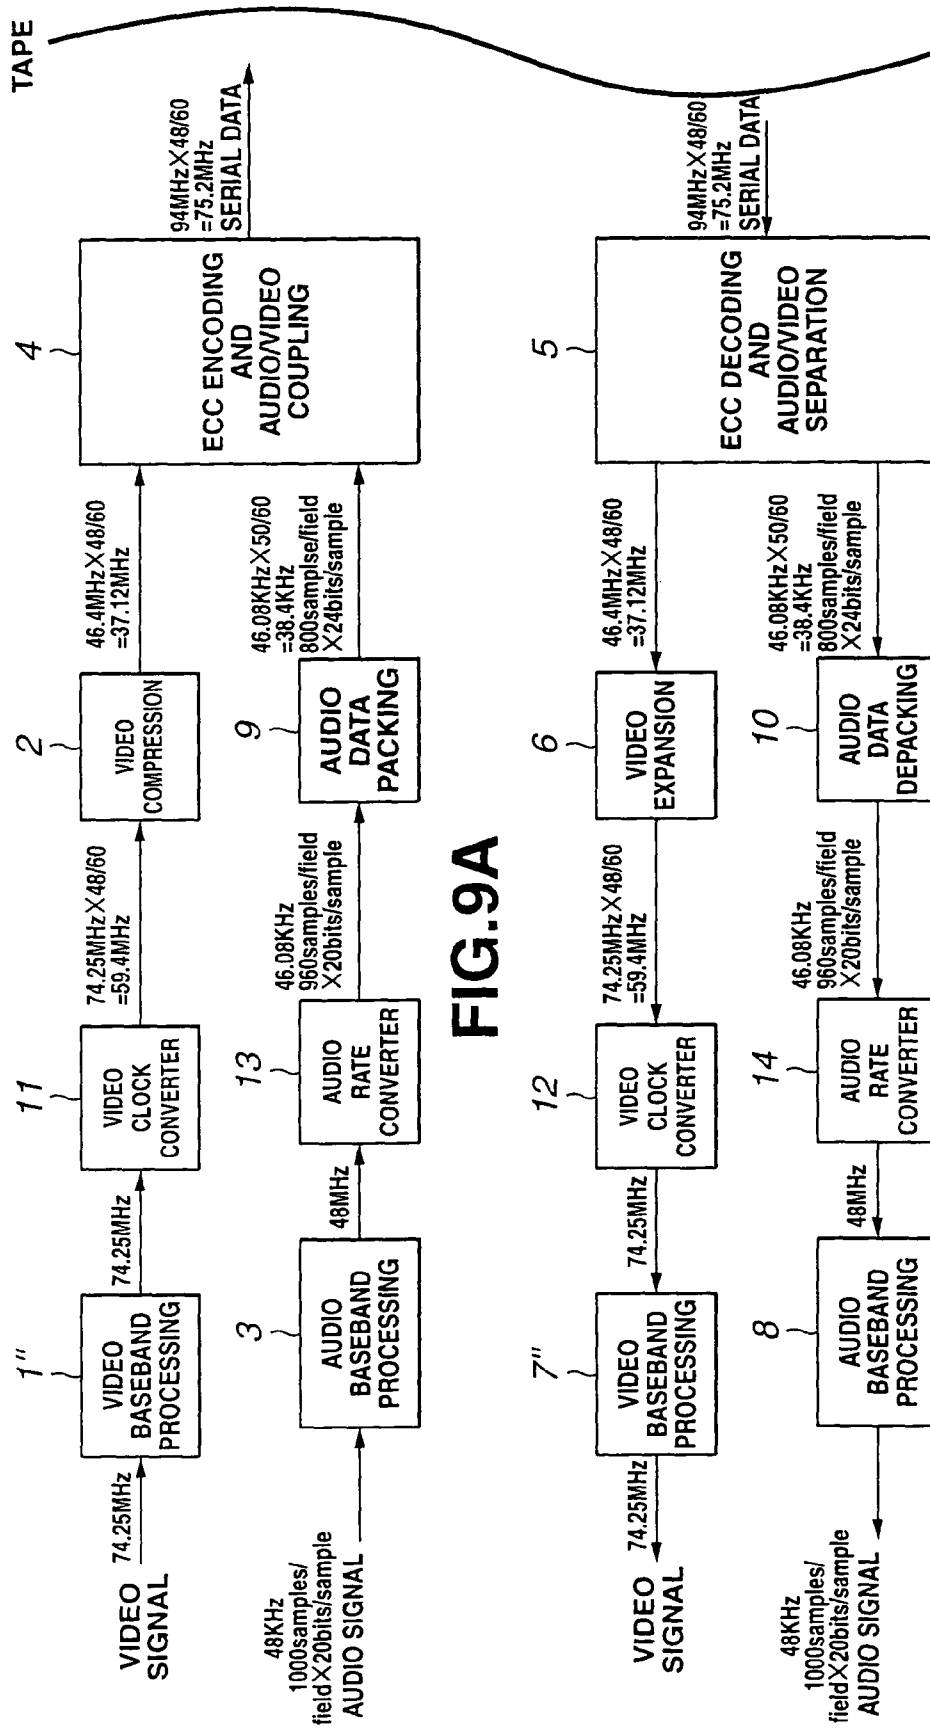 TAPE
VIDEO
SIGNAL
74.25MHz
1"
VIDEO
BASEBAND
PROCESSING
74.25MHz
11
VIDEO
CLOCK
CONVERTER
74.25MHz×48/60
=59.4MHz
2
VIDEO
COMPRESSION
46.4MHz×48/60
=37.12MHz
4
ECC ENCODING
AND
AUDIO/VIDEO
COUPLING
94MHz×48/60
=75.2MHz
SERIAL DATA
48KHz
1000samples/
field×20bits/sample
AUDIO SIGNAL
3
AUDIO
BASEBAND
PROCESSING
48MHz
13
AUDIO
RATE
CONVERTER
46.08KHz
960samples/field
×20bits/sample
9
AUDIO
DATA
PACKING
46.08KHz×50/60
=38.4KHz
800samplse/field
×24bits/sample
FIG.9A
VIDEO
SIGNAL
74.25MHz
7"
VIDEO
BASEBAND
PROCESSING
74.25MHz
12
VIDEO
CLOCK
CONVERTER
74.25MHz×48/60
=59.4MHz
6
VIDEO
EXPANSION
46.4MHz×48/60
=37.12MHz
5
ECC DECODING
AND
AUDIO/VIDEO
SEPARATION
94MHz×48/60
=75.2MHz
SERIAL DATA
48KHz
1000samples/
field×20bits/sample
AUDIO SIGNAL
8
AUDIO
BASEBAND
PROCESSING
48MHz
14
AUDIO
RATE
CONVERTER
46.08KHz
960samples/field
×20bits/sample
10
AUDIO
DATA
DEPACKING
46.08KHz×50/60
=38.4KHz
800samples/field
×24bits/sample